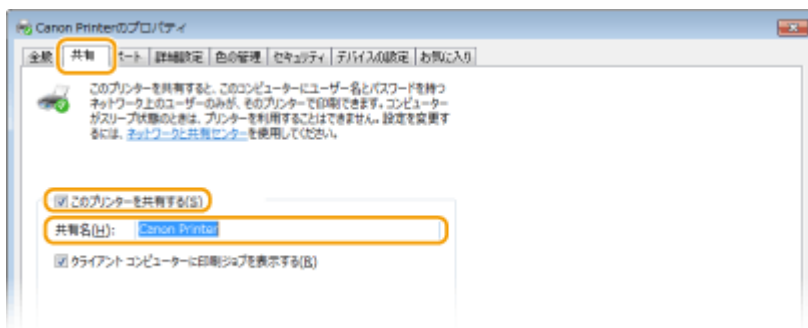 Canon Printerのプロパティ
全般 共有 ポート 詳細設定 色の管理 セキュリティ デバイスの設定 お気に入り
このプリンターを共有すると、このコンピューターにユーザー名とパスワードを持つ
ネットワーク上のユーザーのみが、そのプリンターで印刷できます。コンピューター
がスリープ状態のときは、プリンターを利用することはできません。設定を変更す
るには、ネットワークと共有センターを使用してください。
このプリンターを共有する(S)
共有名(H): Canon Printer
クライアント コンピューターに印刷ジョブを表示する(R)